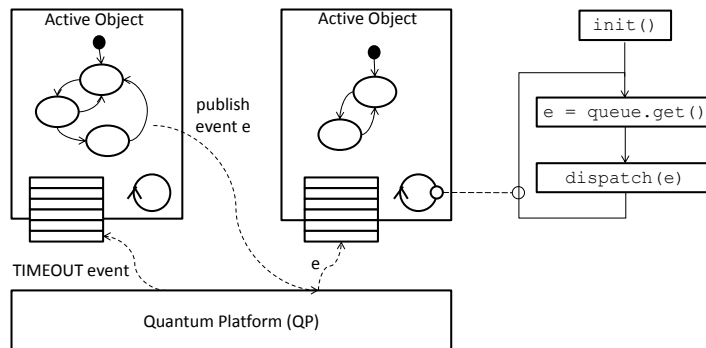 Active Object
Active Object
init()
publish
event e
e = queue.get()
dispatch(e)
TIMEOUT event
e
Quantum Platform (QP)